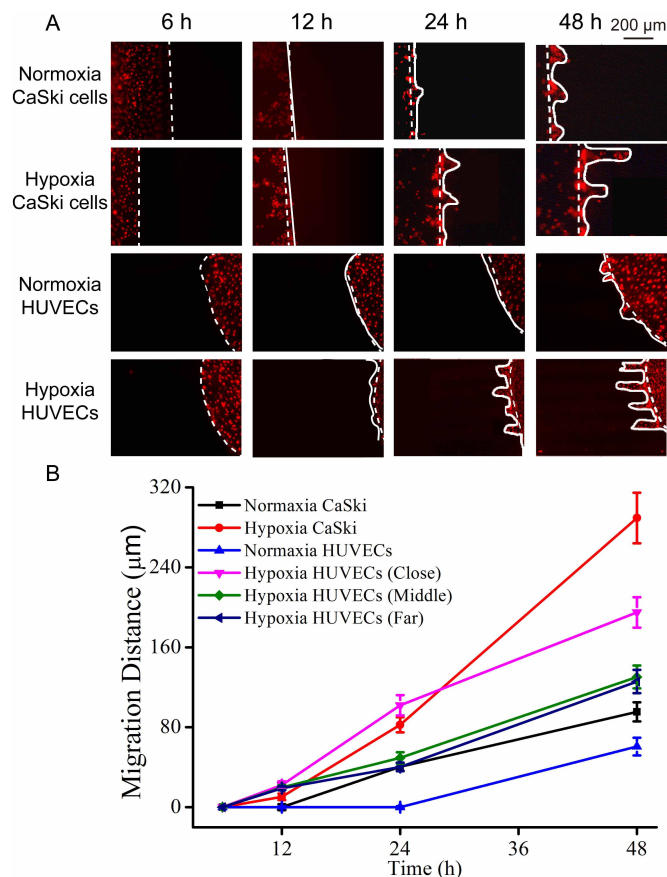 A
6 h 12 h 24 h 48 h 200 μm
Normoxia
CaSki cells
Hypoxia
CaSki cells
Normoxia
HUVECs
Hypoxia
HUVECs
B
Migration Distance (μm)
320
240
160
80
0
Normaxia CaSki
Hypoxia CaSki
Normaxia HUVECs
Hypoxia HUVECs (Close)
Hypoxia HUVECs (Middle)
Hypoxia HUVECs (Far)
12 24 36 48
Time (h)